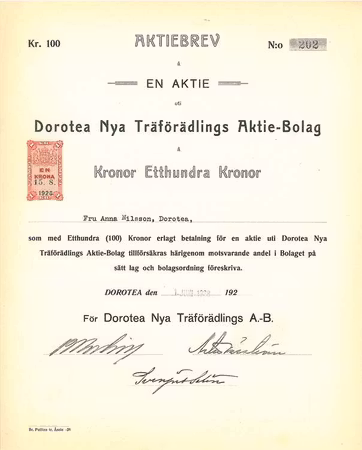 Kr. 100
AKTIEBREV
N:o 202
å
EN AKTIE
uti
Dorotea Nya Träförädlings Aktie-Bolag
å
Kronor Etthundra Kronor
EN
KRONA
15. 8.
1928
Fru Anna Nilsson, Dorotea,
som med Etthundra (100) Kronor erlagt betalning för en aktie uti Dorotea Nya
Träförädlings Aktie-Bolag tillförsäkras härigenom motsvarande andel i Bolaget på
sätt lag och bolagsordning föreskriva.
DOROTEA den 192
För Dorotea Nya Träförädlings A.-B.